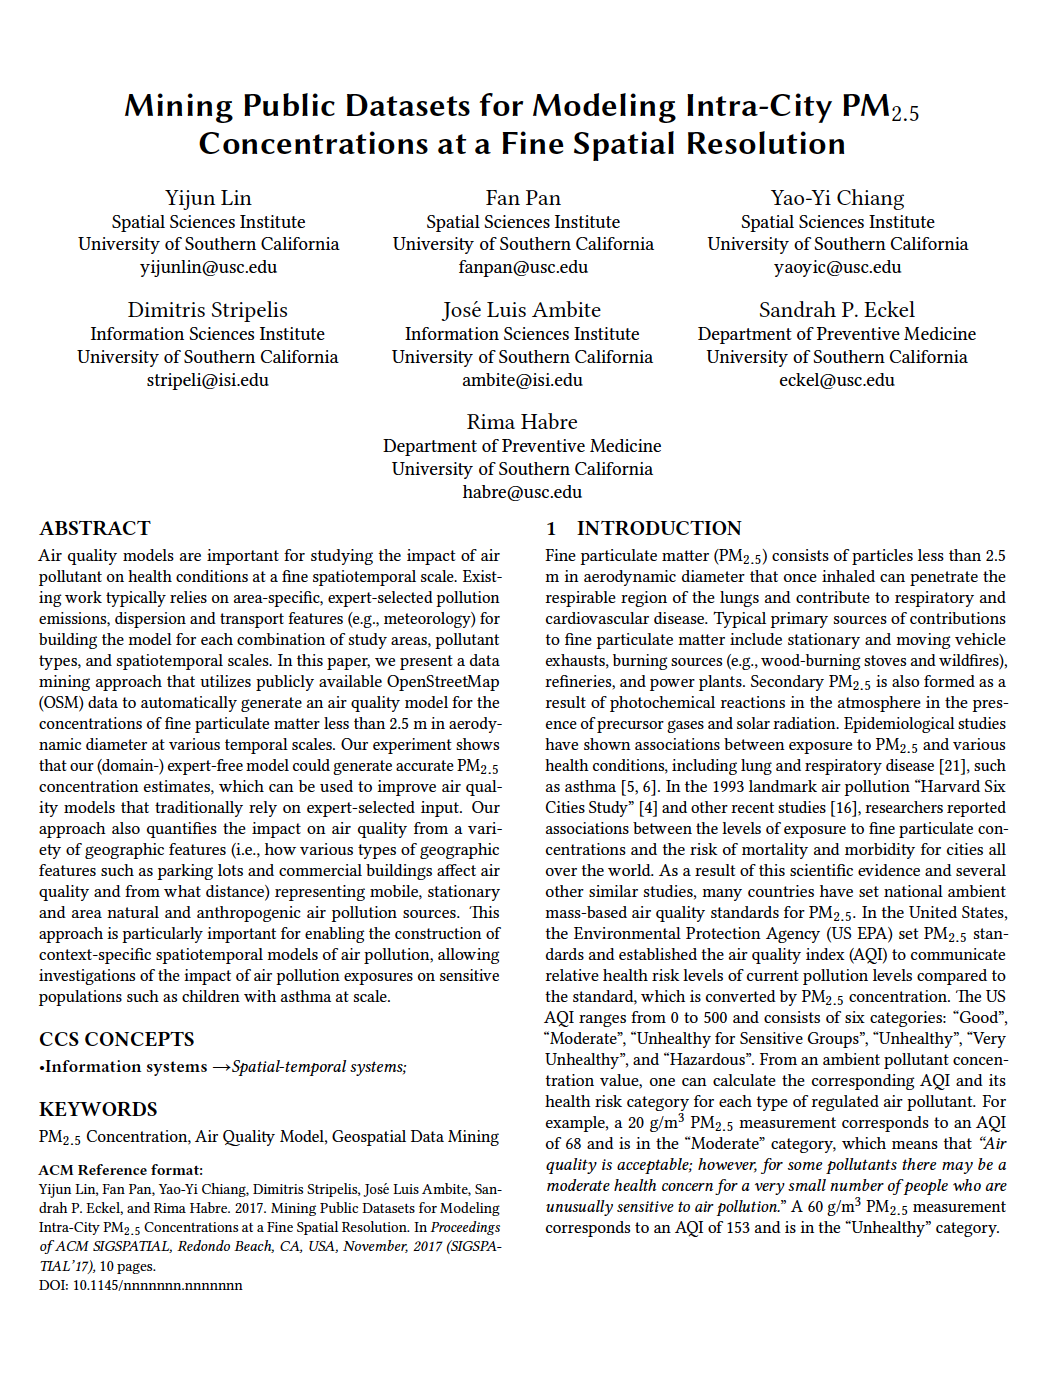 Mining Public Datasets for Modeling Intra-City PM2.5
Concentrations at a Fine Spatial Resolution
Yijun Lin
Spatial Sciences Institute
University of Southern California
yijunlin@usc.edu
Fan Pan
Spatial Sciences Institute
University of Southern California
fanpan@usc.edu
Yao-Yi Chiang
Spatial Sciences Institute
University of Southern California
yaoyic@usc.edu
Dimitris Stripelis
Information Sciences Institute
University of Southern California
stripeli@isi.edu
José Luis Ambite
Information Sciences Institute
University of Southern California
ambite@isi.edu
Sandrah P. Eckel
Department of Preventive Medicine
University of Southern California
eckel@usc.edu
Rima Habre
Department of Preventive Medicine
University of Southern California
habre@usc.edu
ABSTRACT
Air quality models are important for studying the impact of air
pollutant on health conditions at a fine spatiotemporal scale. Exist-
ing work typically relies on area-specific, expert-selected pollution
emissions, dispersion and transport features (e.g., meteorology) for
building the model for each combination of study areas, pollutant
types, and spatiotemporal scales. In this paper, we present a data
mining approach that utilizes publicly available OpenStreetMap
(OSM) data to automatically generate an air quality model for the
concentrations of fine particulate matter less than 2.5 m in aerody-
namic diameter at various temporal scales. Our experiment shows
that our (domain-) expert-free model could generate accurate PM2.5
concentration estimates, which can be used to improve air qual-
ity models that traditionally rely on expert-selected input. Our
approach also quantifies the impact on air quality from a vari-
ety of geographic features (i.e., how various types of geographic
features such as parking lots and commercial buildings affect air
quality and from what distance) representing mobile, stationary
and area natural and anthropogenic air pollution sources. This
approach is particularly important for enabling the construction of
context-specific spatiotemporal models of air pollution, allowing
investigations of the impact of air pollution exposures on sensitive
populations such as children with asthma at scale.
CCS CONCEPTS
•Information systems →Spatial-temporal systems;
KEYWORDS
PM2.5 Concentration, Air Quality Model, Geospatial Data Mining
ACM Reference format:
Yijun Lin, Fan Pan, Yao-Yi Chiang, Dimitris Stripelis, José Luis Ambite, San-
drah P. Eckel, and Rima Habre. 2017. Mining Public Datasets for Modeling
Intra-City PM2.5 Concentrations at a Fine Spatial Resolution. In Proceedings
of ACM SIGSPATIAL, Redondo Beach, CA, USA, November, 2017 (SIGSPA-
TIAL'17), 10 pages.
DOI: 10.1145/nnnnnnn.nnnnnnn
1 INTRODUCTION
Fine particulate matter (PM2.5) consists of particles less than 2.5
m in aerodynamic diameter that once inhaled can penetrate the
respirable region of the lungs and contribute to respiratory and
cardiovascular disease. Typical primary sources of contributions
to fine particulate matter include stationary and moving vehicle
exhausts, burning sources (e.g., wood-burning stoves and wildfires),
refineries, and power plants. Secondary PM2.5 is also formed as a
result of photochemical reactions in the atmosphere in the pres-
ence of precursor gases and solar radiation. Epidemiological studies
have shown associations between exposure to PM2.5 and various
health conditions, including lung and respiratory disease [21], such
as asthma [5, 6]. In the 1993 landmark air pollution “Harvard Six
Cities Study” [4] and other recent studies [16], researchers reported
associations between the levels of exposure to fine particulate con-
centrations and the risk of mortality and morbidity for cities all
over the world. As a result of this scientific evidence and several
other similar studies, many countries have set national ambient
mass-based air quality standards for PM2.5. In the United States,
the Environmental Protection Agency (US EPA) set PM2.5 stan-
dards and established the air quality index (AQI) to communicate
relative health risk levels of current pollution levels compared to
the standard, which is converted by PM2.5 concentration. The US
AQI ranges from 0 to 500 and consists of six categories: “Good”,
“Moderate”, “Unhealthy for Sensitive Groups”, “Unhealthy”, “Very
Unhealthy”, and “Hazardous”. From an ambient pollutant concen-
tration value, one can calculate the corresponding AQI and its
health risk category for each type of regulated air pollutant. For
example, a 20 g/m³ PM2.5 measurement corresponds to an AQI
of 68 and is in the “Moderate” category, which means that “Air
quality is acceptable; however, for some pollutants there may be a
moderate health concern for a very small number of people who are
unusually sensitive to air pollution.” A 60 g/m³ PM2.5 measurement
corresponds to an AQI of 153 and is in the “Unhealthy” category.